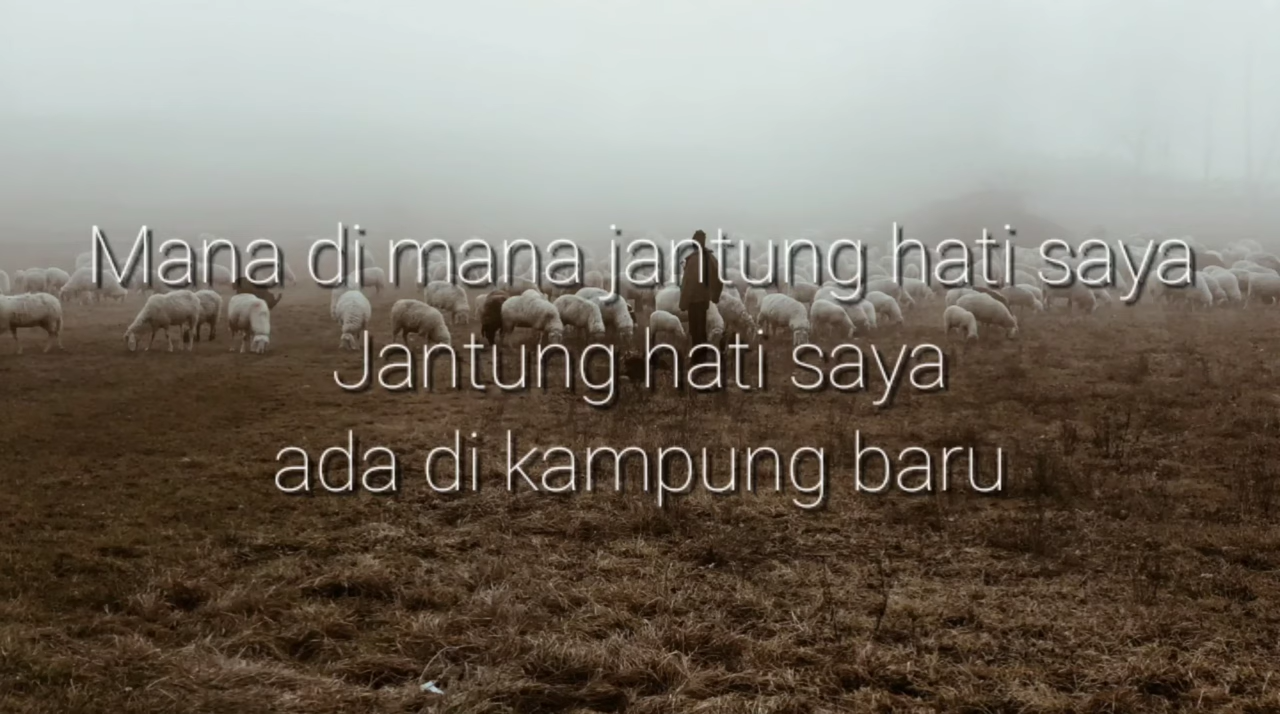 Mana di mana jantung hati saya
Jantung hati saya
ada di kampung baru